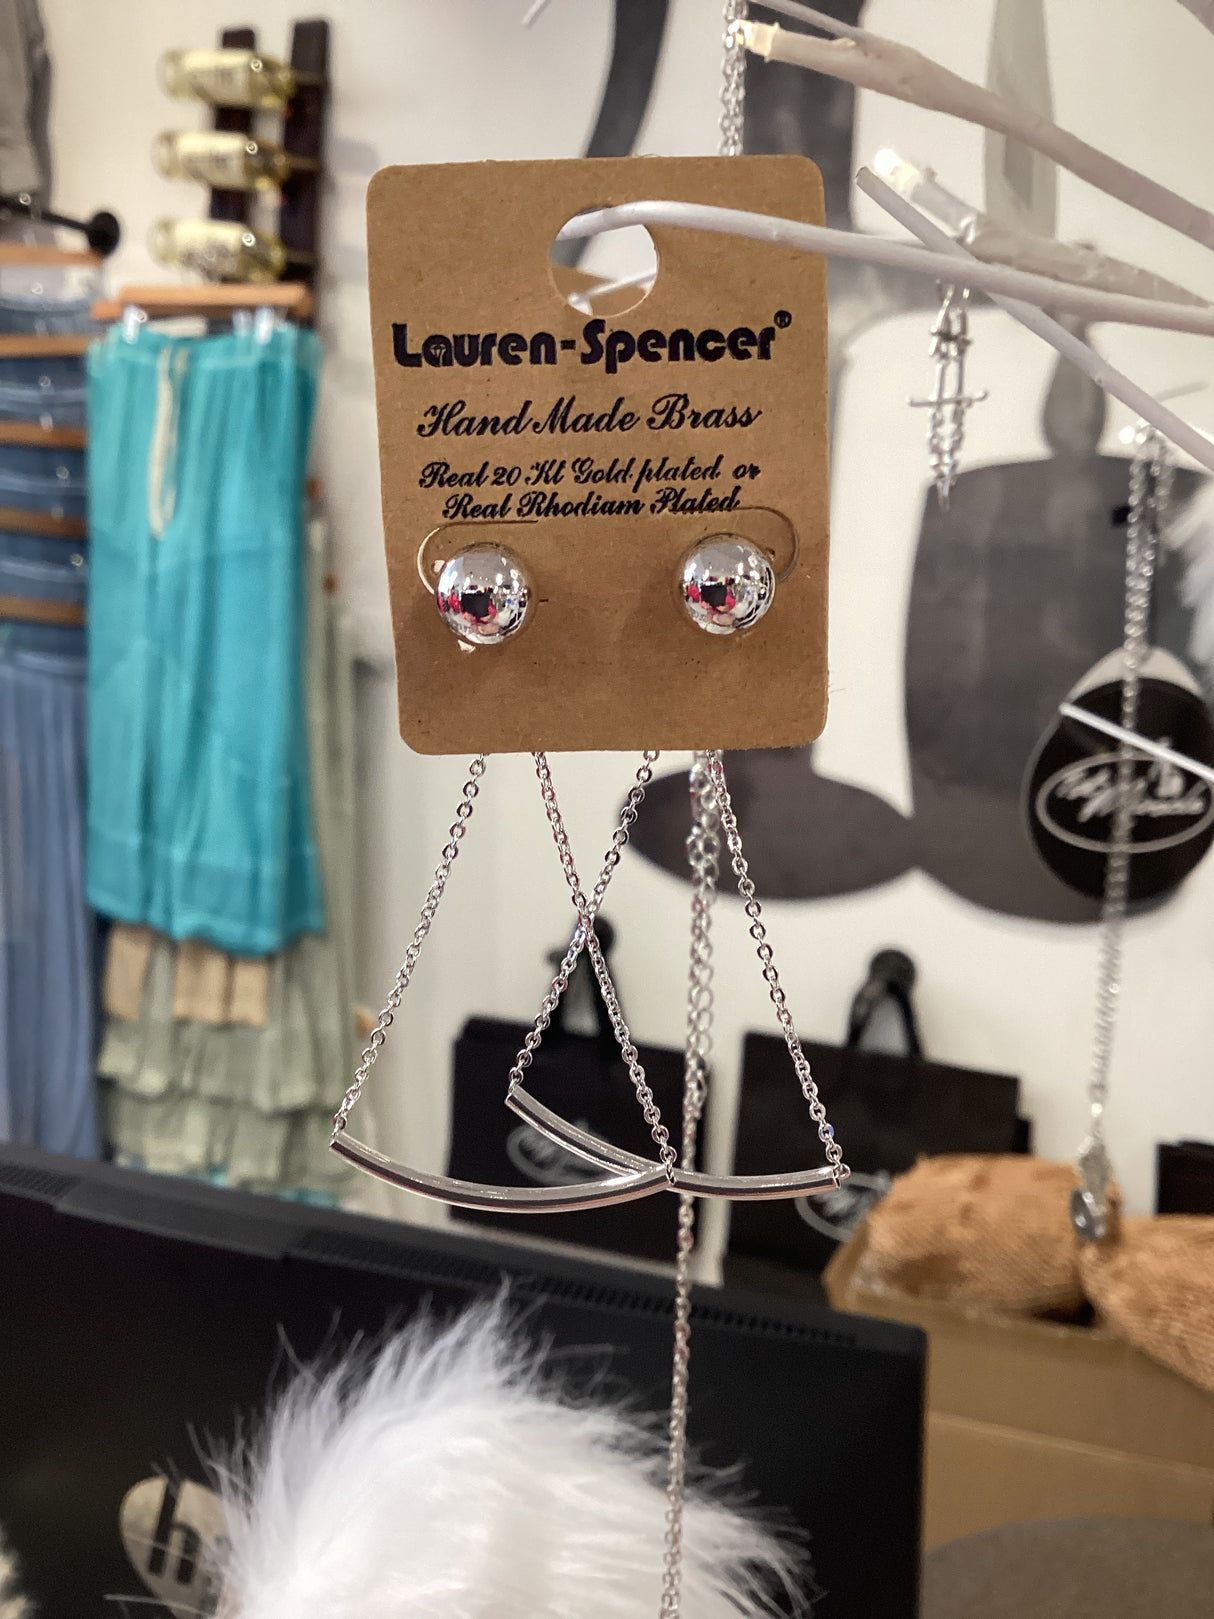 Lauren-Spencer®
Hand Made Brass
Real 20 Kt Gold plated or
Real Rhodiam Plated